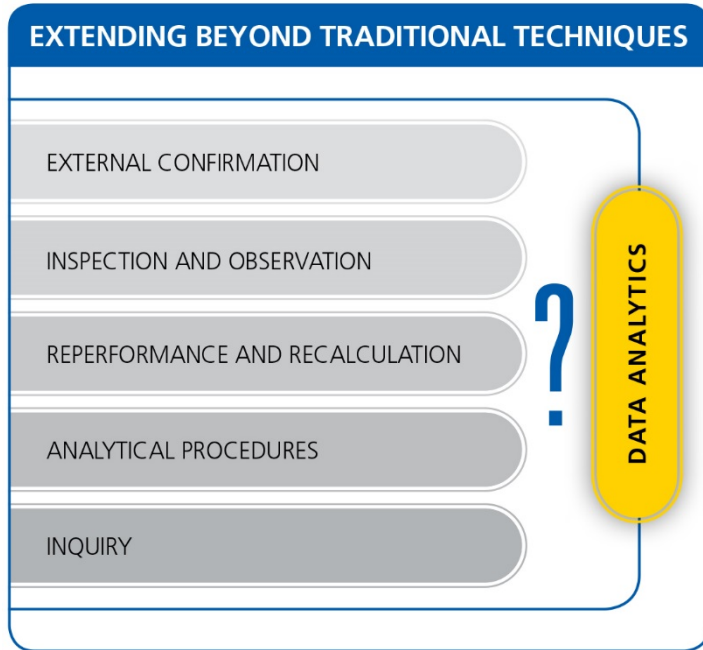 EXTENDING BEYOND TRADITIONAL TECHNIQUES
EXTERNAL CONFIRMATION
INSPECTION AND OBSERVATION
REPERFORMANCE AND RECALCULATION
ANALYTICAL PROCEDURES
INQUIRY
?
DATA ANALYTICS